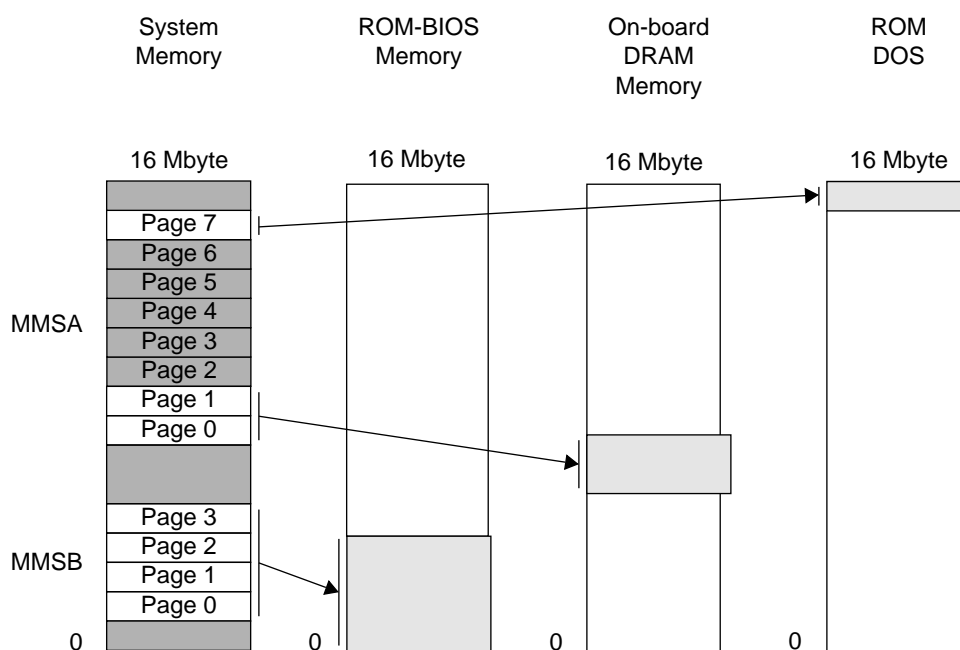 System
Memory
ROM-BIOS
Memory
On-board
DRAM
Memory
ROM
DOS
16 Mbyte
16 Mbyte
16 Mbyte
16 Mbyte
Page 7
Page 6
Page 5
Page 4
MMSA
Page 3
Page 2
Page 1
Page 0
Page 3
Page 2
MMSB
Page 1
Page 0
0
0
0
0